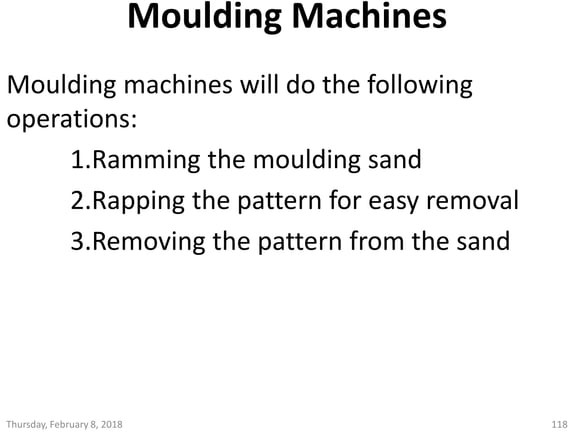 Moulding Machines
Moulding machines will do the following
operations:
1.Ramming the moulding sand
2.Rapping the pattern for easy removal
3.Removing the pattern from the sand
Thursday, February 8, 2018
118